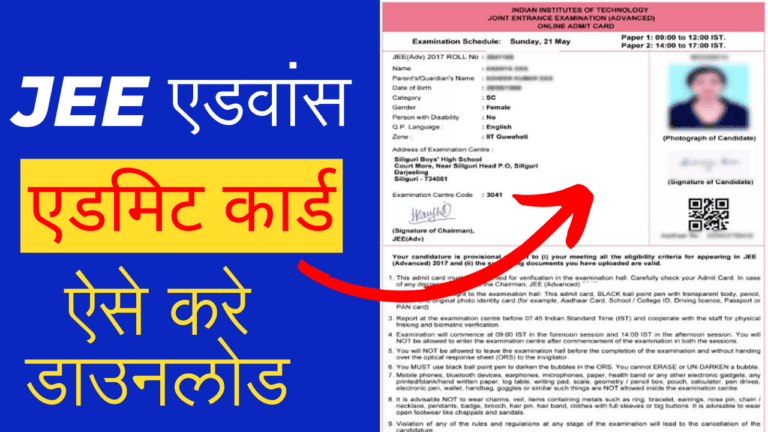 JEE एडवांस
एडमिट कार्ड
ऐसे करे
डाउनलोड
INDIAN INSTITUTES OF TECHNOLOGY
JOINT ENTRANCE EXAMINATION (ADVANCED)
ONLINE ADMIT CARD
Examination Schedule: Sunday, 21 May
Paper 1: 09:00 to 12:00 IST.
Paper 2: 14:00 to 17:00 IST.
JEE(Adv) 2017 ROLL No :
Name :
Parent's/Guardian's Name :
Date of Birth :
Category : SC
Gender : Female
Person with Disability : No
Q.P. Language : English
Zone : IIT Guwahati
(Photograph of Candidate)
(Signature of Candidate)
Address of Examination Centre :
Siliguri Boys' High School
Court More, Near Siliguri Head P.O, Siliguri
Darjeeling
Siliguri - 734001
Examination Centre Code : 3041
(Signature of Chairman),
JEE(Adv)
Your candidature is provisional to (i) your meeting all the eligibility criteria for appearing in JEE
(Advanced) 2017 and (ii) the documents you have uploaded are valid.
1. This admit card must for verification in the examination hall. Carefully check your Admit Card. In case
of any the Chairman, JEE (Advanced)
to the examination hall: This admit card, BLACK ball point pen with transparent body, pencil,
original photo identity card (for example, Aadhaar Card, School / College ID, Driving licence, Passport or
PAN card)
3. Report at the examination centre before 07.45 Indian Standard Time (IST) and cooperate with the staff for physical
frisking and biometric verification.
4. Examination will commence at 09:00 IST in the forenoon session and 14:00 IST in the afternoon session. You will
NOT be allowed to enter the examination centre after commencement of the examination in both the sessions.
5. You will NOT be allowed to leave the examination hall before the completion of the examination and without handing
over the optical response sheet (ORS) to the invigilator.
6. You MUST use black ball point pen to darken the bubbles in the ORS. You cannot ERASE or UN-DARKEN a bubble.
7. Mobile phones, bluetooth devices, earphones, microphones, paper, health band or any other electronic gadgets, any
printed/blank/hand written paper, log table, writing pad, scale, geometry / pencil box, pouch, calculator, pen drives,
electronic pen, wallet, handbag, goggles or similar such things are NOT allowed inside the examination centre.
8. It is advisable NOT to wear charms, veil, items containing metals such as ring, bracelet, earrings, nose pin, chain /
necklace, pendants, badge, brooch, hair pin, hair band, clothes with full sleeves or big buttons. It is advisable to wear
open footwear like chappals and sandals.
9. Violation of any of the rules and regulations at any stage of the examination will lead to the cancellation of the
candidature